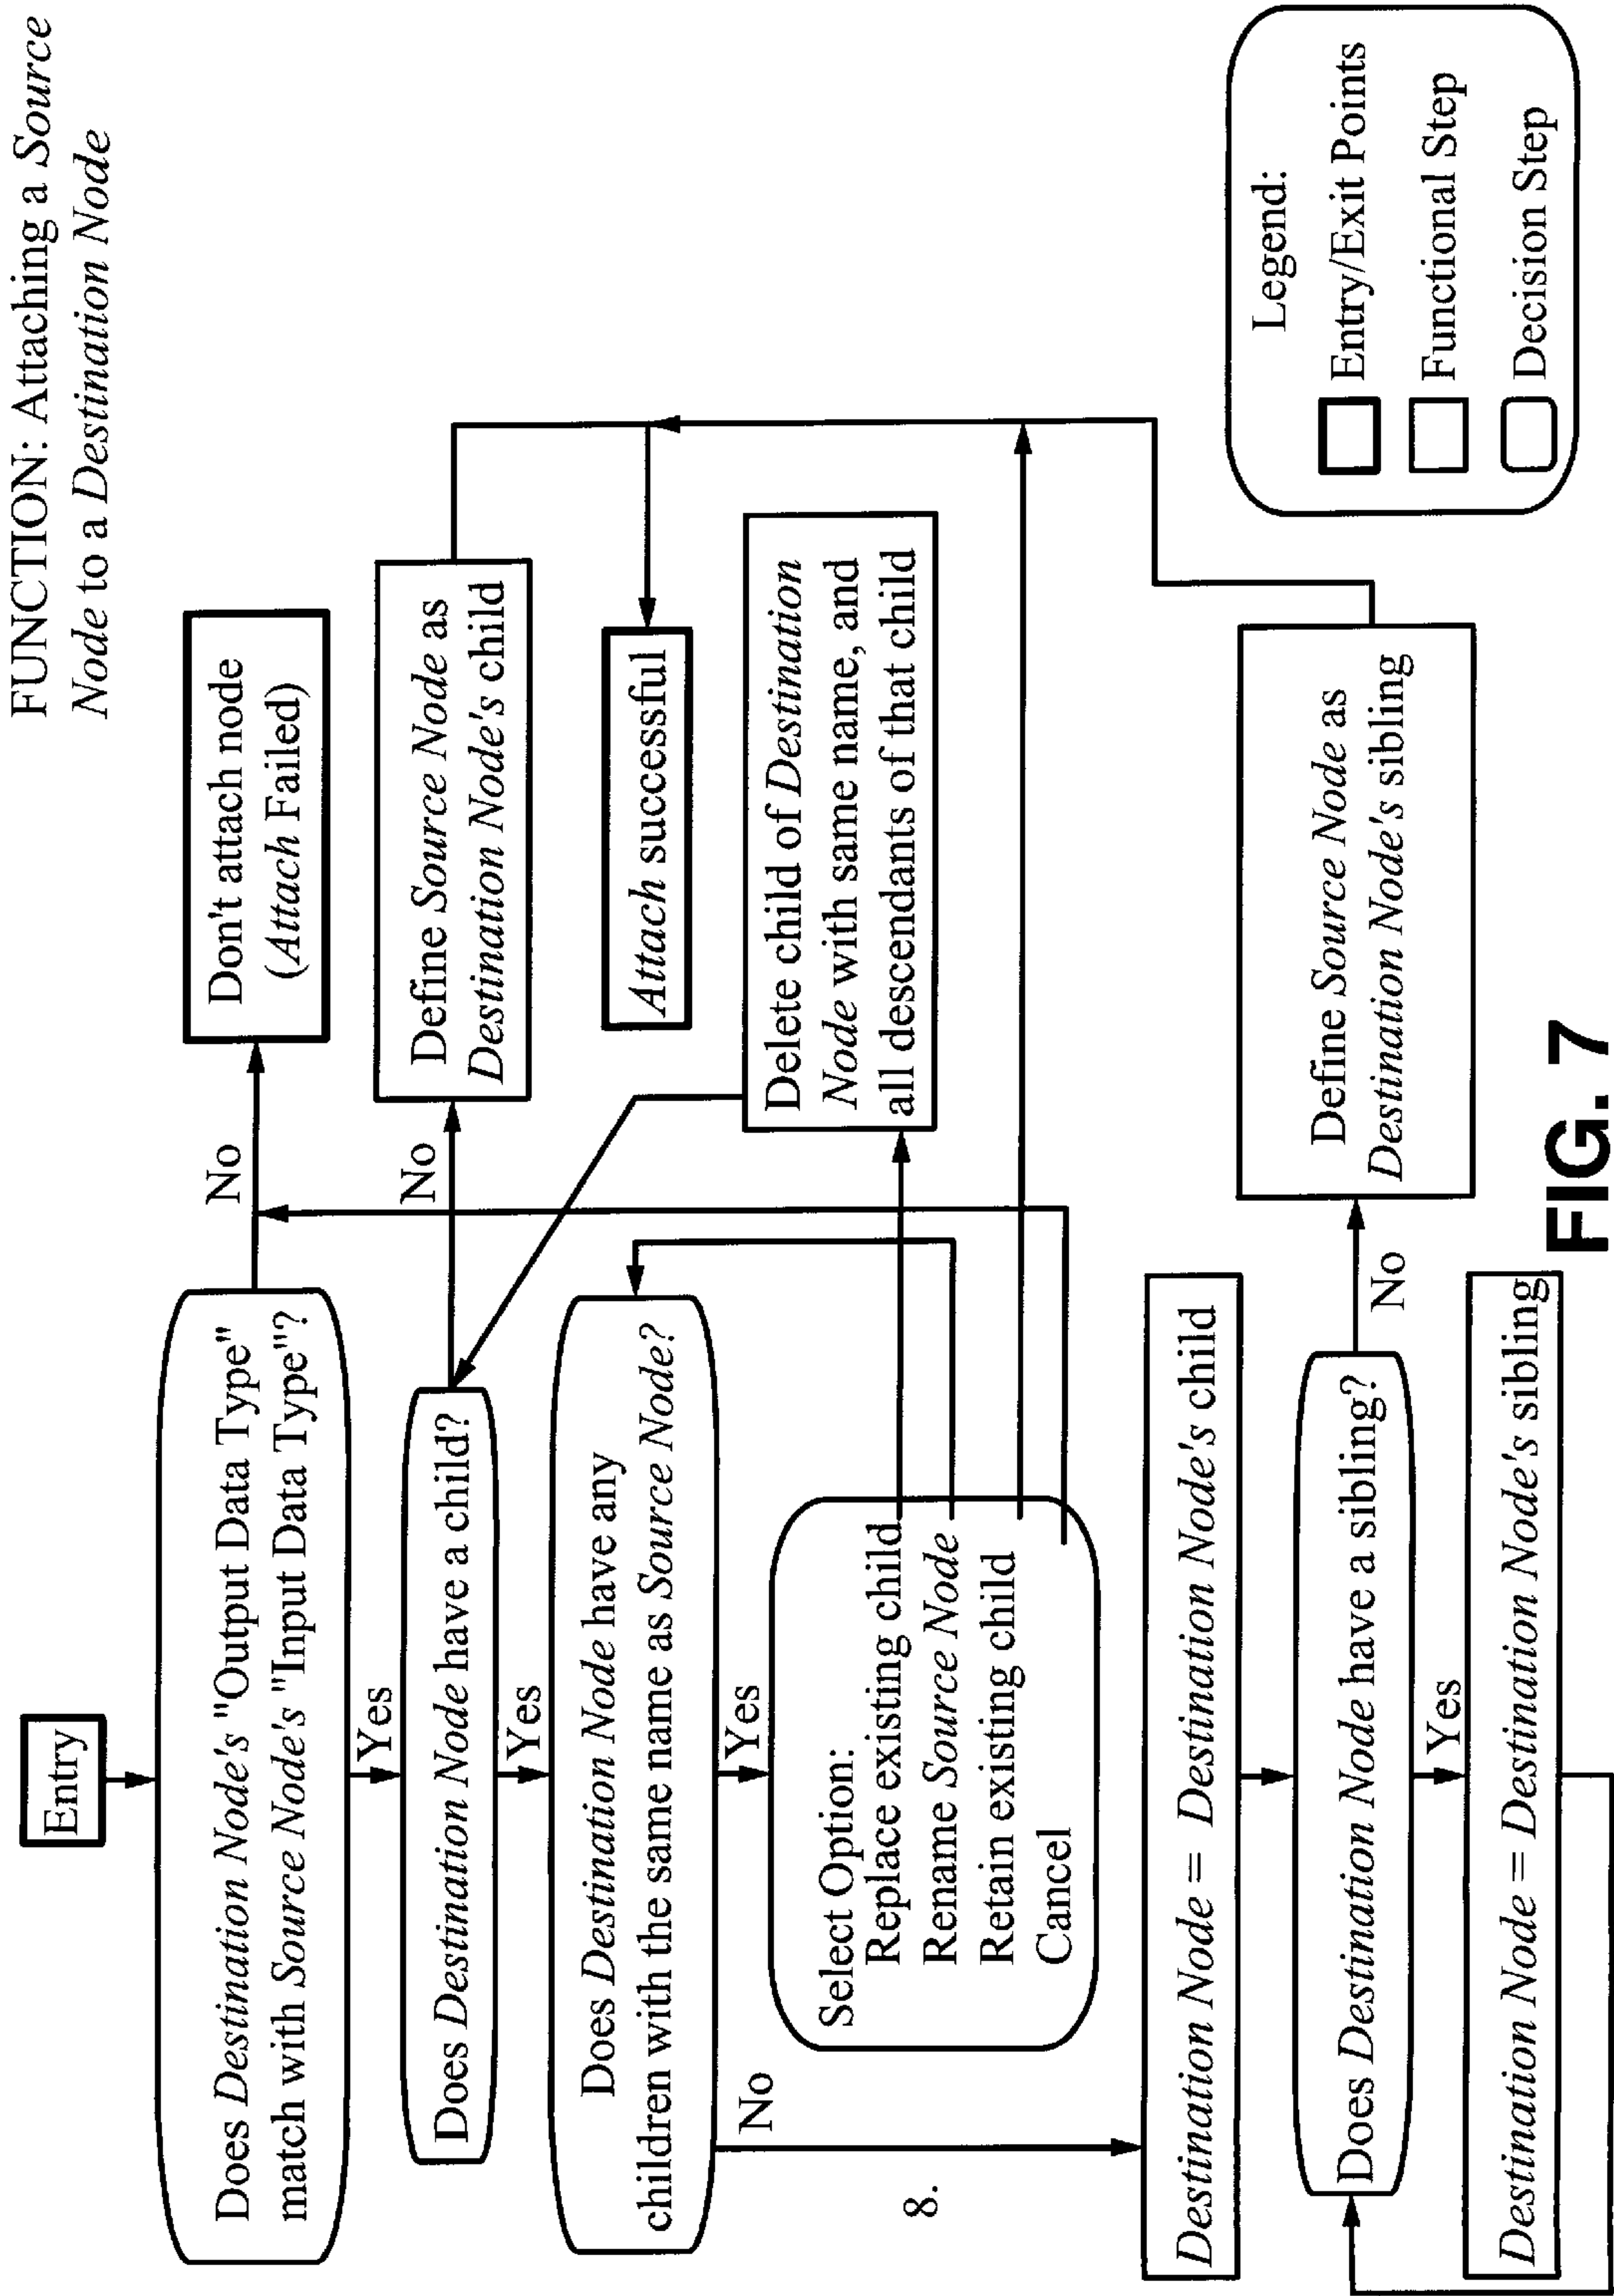 FUNCTION: Attaching a Source
Node to a Destination Node
Entry
Does Destination Node's "Output Data Type"
match with Source Node's "Input Data Type"?
No
Don't attach node
(Attach Failed)
Yes
Does Destination Node have a child?
No
Define Source Node as
Destination Node's child
Yes
Does Destination Node have any
children with the same name as Source Node?
Attach successful
Yes
No
Select Option:
Replace existing child
Rename Source Node
Retain existing child
Cancel
Delete child of Destination
Node with same name, and
all descendants of that child
8.
Destination Node = Destination Node's child
Does Destination Node have a sibling?
No
Define Source Node as
Destination Node's sibling
Yes
Destination Node = Destination Node's sibling
Legend:
Entry/Exit Points
Functional Step
Decision Step
FIG. 7